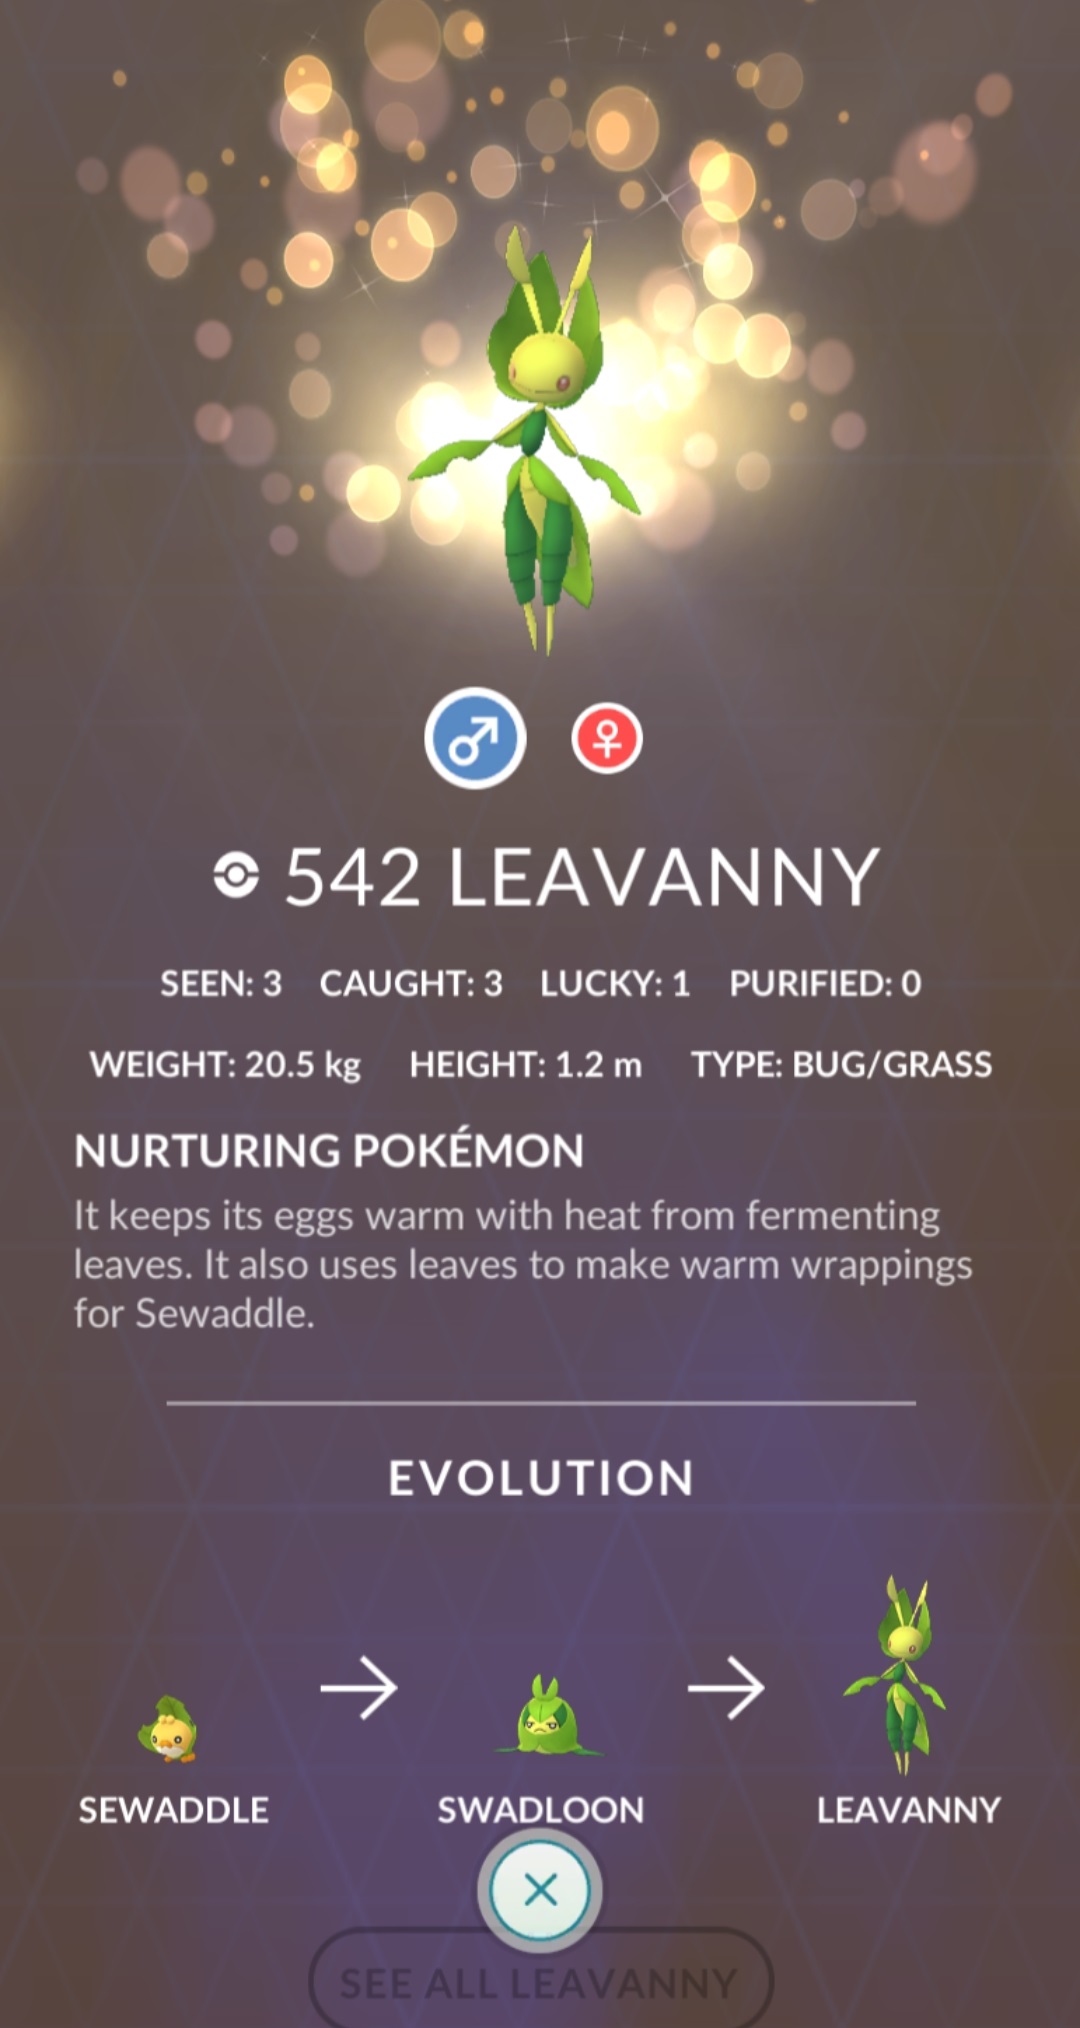 542 LEAVANNY
SEEN: 3 CAUGHT: 3 LUCKY: 1 PURIFIED: 0
WEIGHT: 20.5 kg HEIGHT: 1.2 m TYPE: BUG/GRASS
NURTURING POKÉMON
It keeps its eggs warm with heat from fermenting
leaves. It also uses leaves to make warm wrappings
for Sewaddle.
EVOLUTION
SEWADDLE SWADLOON LEAVANNY
SEE ALL LEAVANNY